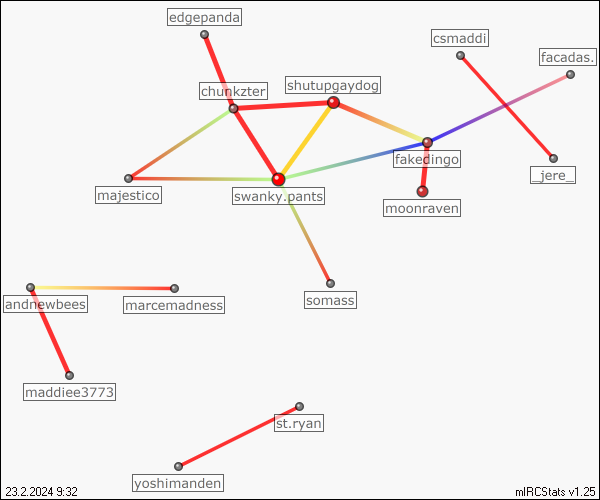 edgepanda
csmaddi
facadas.
chunkzter
shutupgaydog
fakedingo
_jere_
majestico
swanky.pants
moonraven
somass
andnewbees
marcemadness
maddiee3773
st.ryan
yoshimanden
23.2.2024 9:32
mIRCStats v1.25